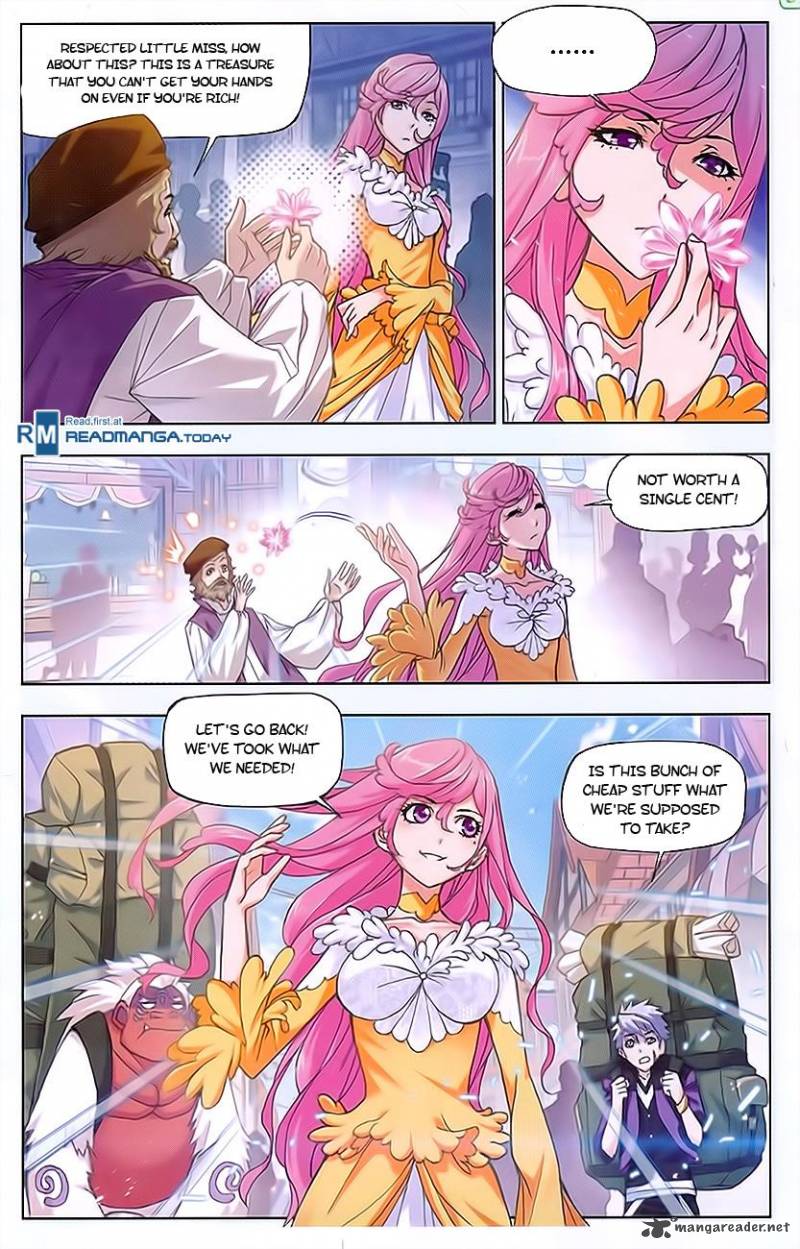 RESPECTED LITTLE MISS, HOW
ABOUT THIS? THIS IS A TREASURE
THAT YOU CAN'T GET YOUR HANDS
ON EVEN IF YOU'RE RICH!
......
RM Read.first.at
READMANGA.TODAY
NOT WORTH A
SINGLE CENT!
LET'S GO BACK!
WE'VE TOOK WHAT
WE NEEDED!
IS THIS BUNCH OF
CHEAP STUFF WHAT
WE'RE SUPPOSED
TO TAKE?
mangareader.net